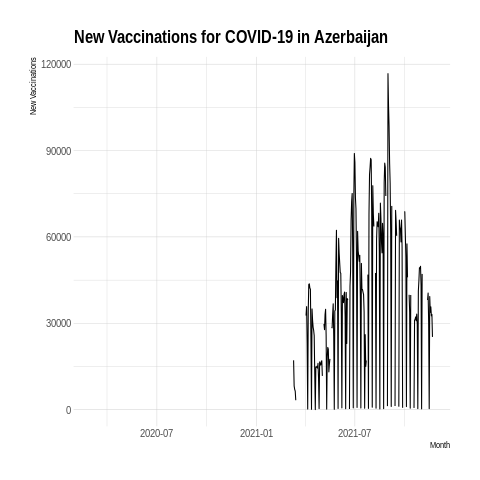 New Vaccinations for COVID-19 in Azerbaijan
New Vaccinations
120000
90000
60000
30000
0
2020-07 2021-01 2021-07
Month